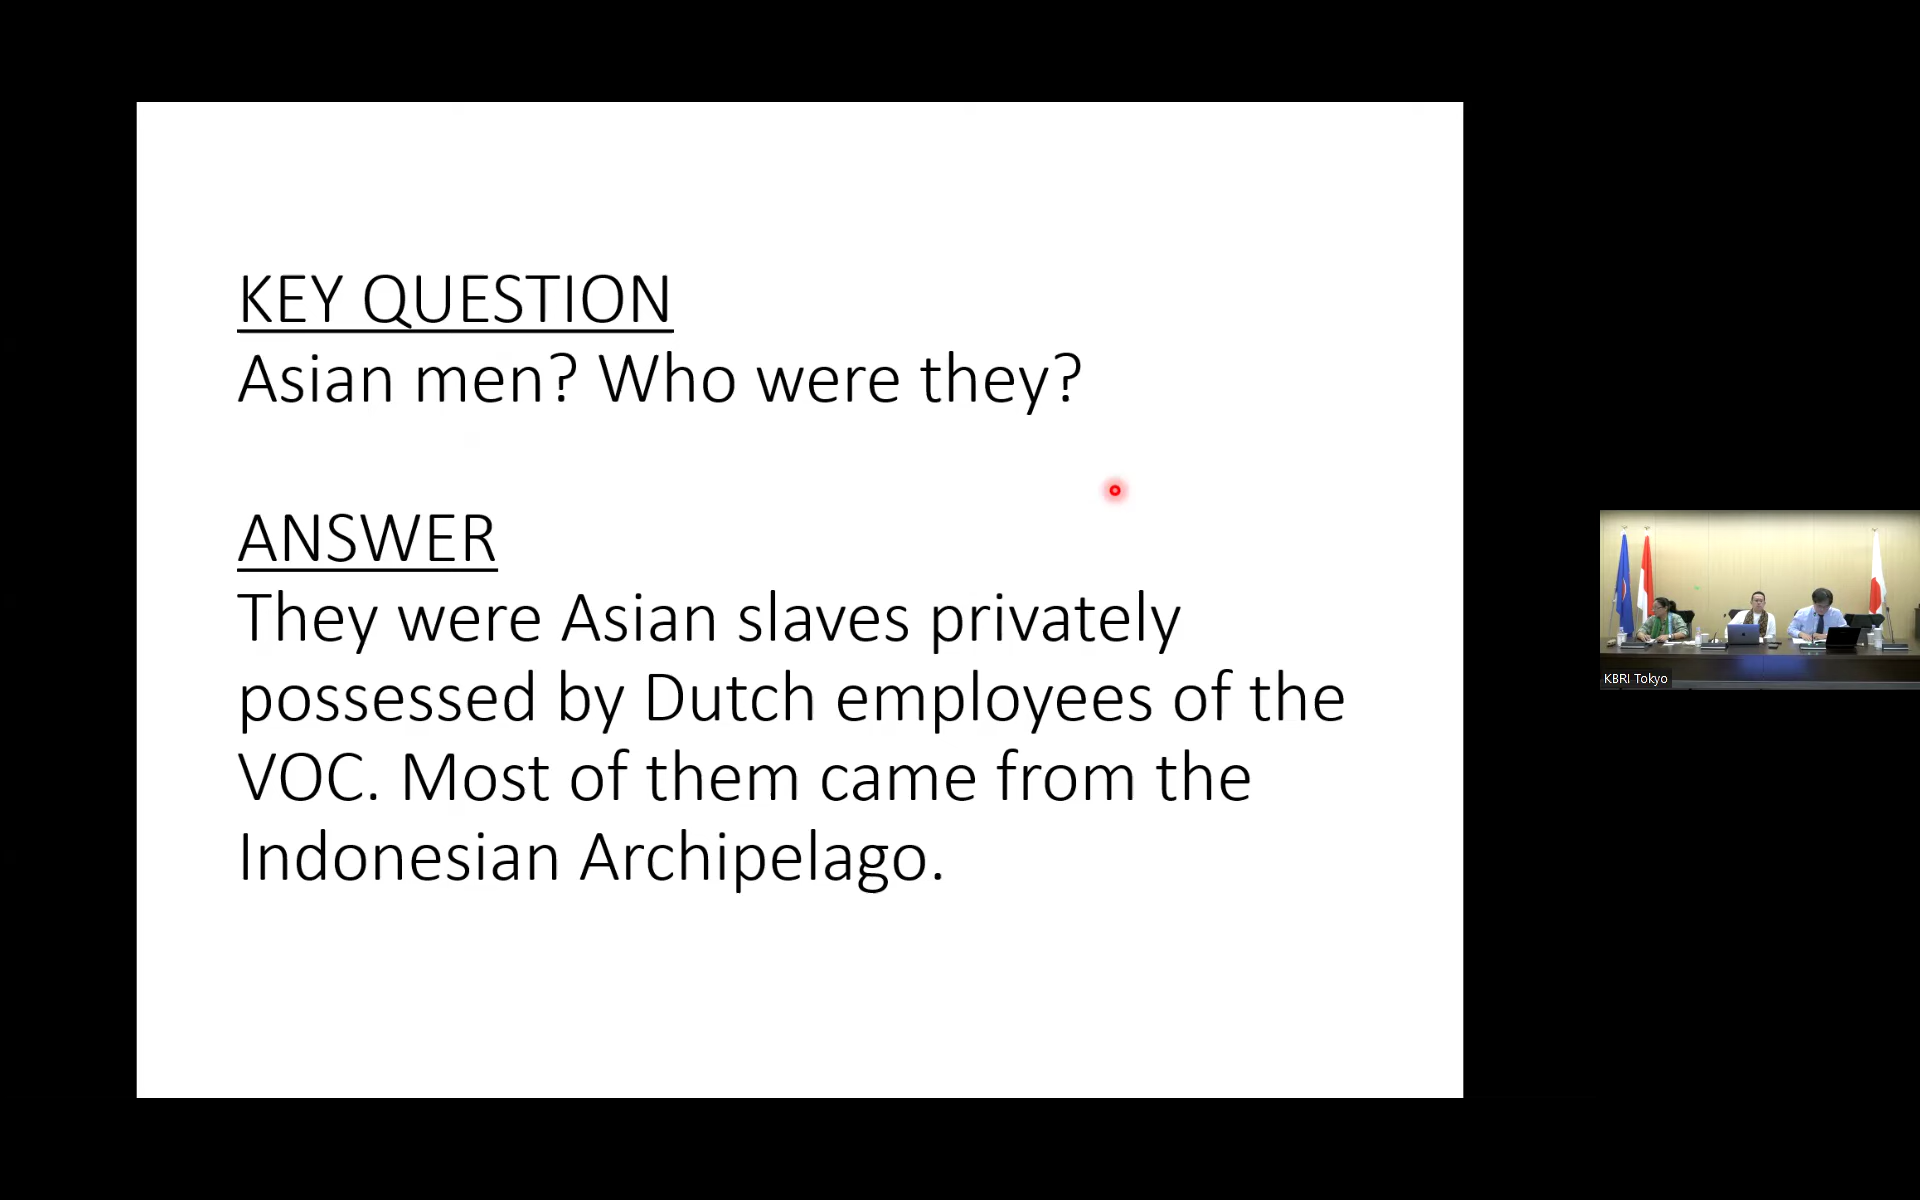 KEY QUESTION
Asian men? Who were they?
ANSWER
They were Asian slaves privately
possessed by Dutch employees of the
VOC. Most of them came from the
Indonesian Archipelago.
KBRI Tokyo